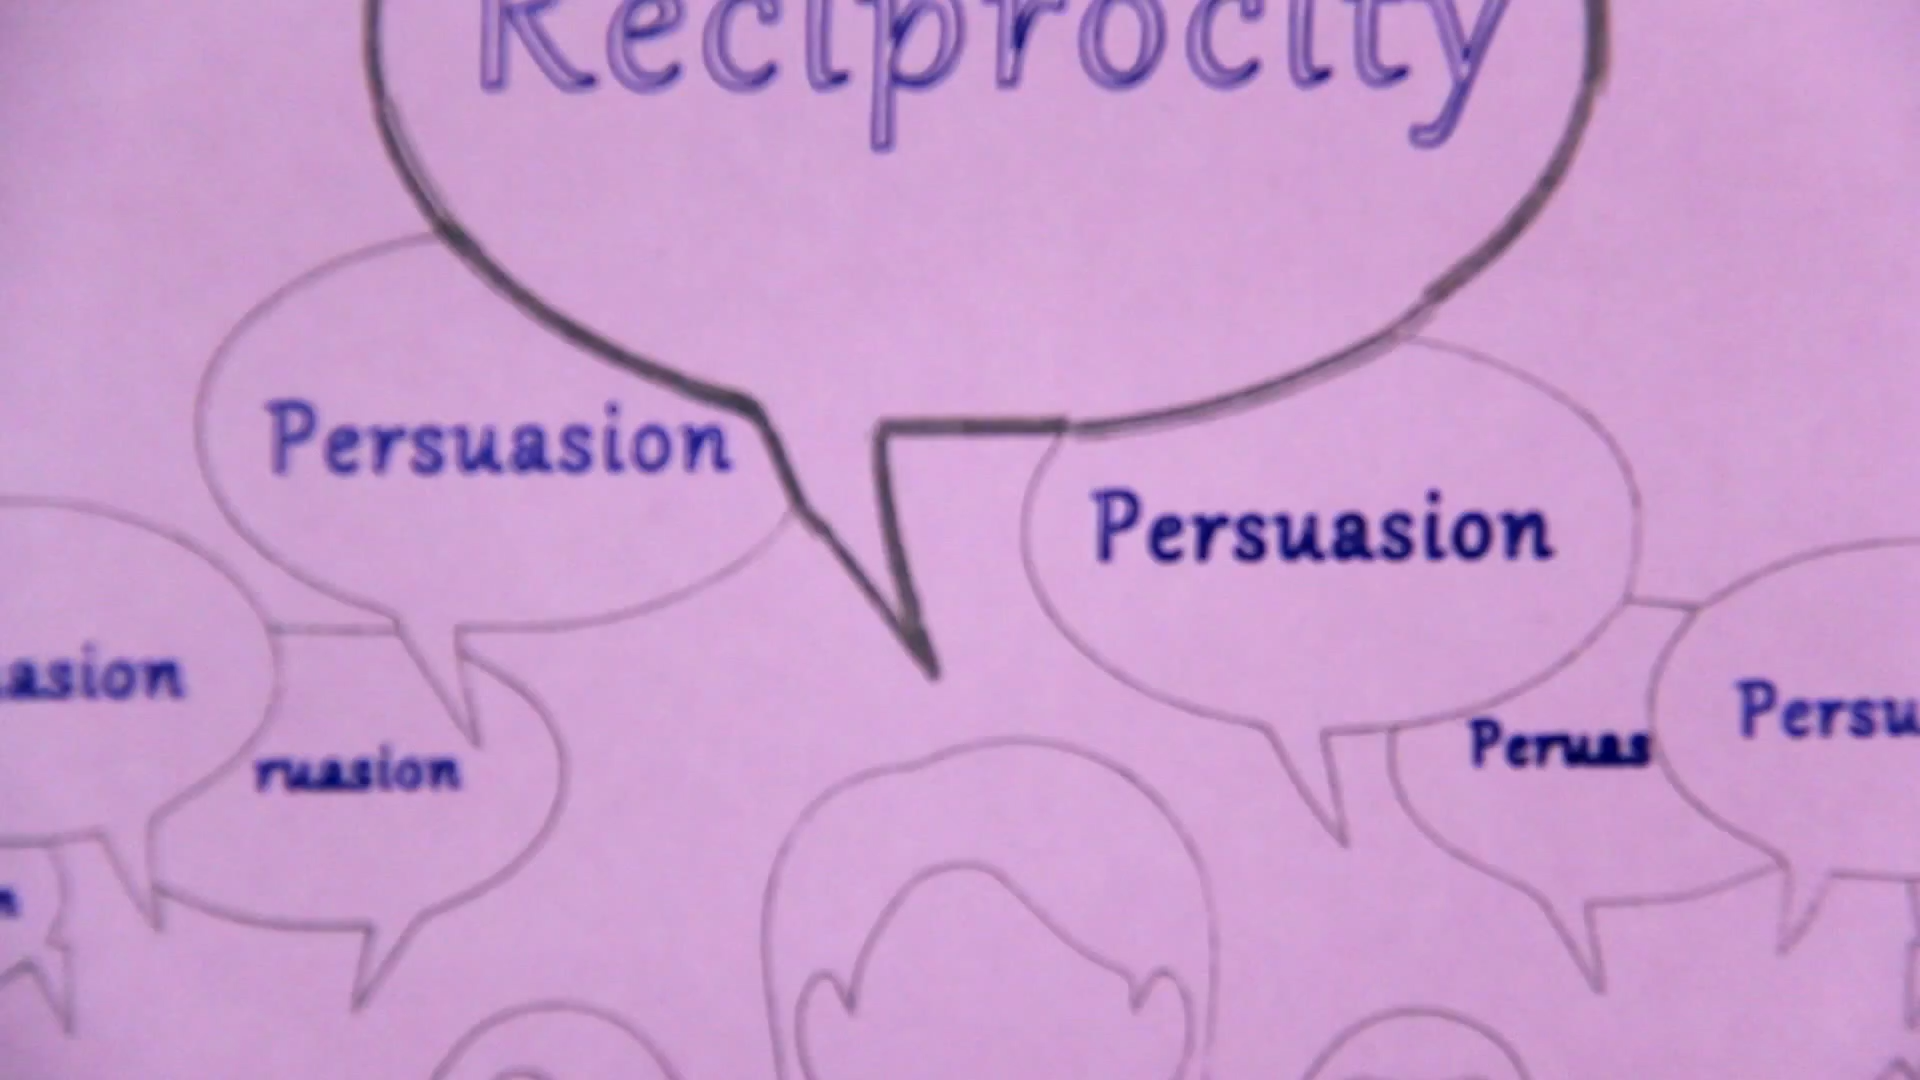 Reciprocity
Persuasion
Persuasion
asion
Persu
ruasion
Peruas
n